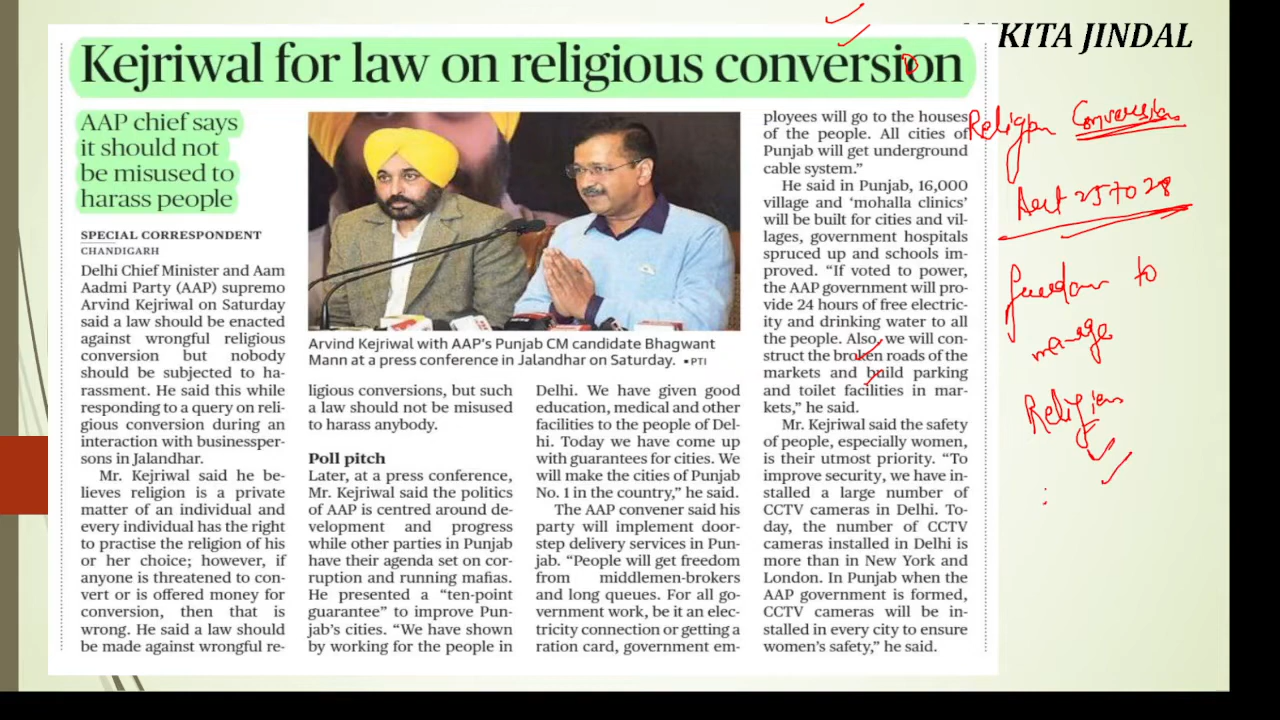 KITA JINDAL
Kejriwal for law on religious conversion
AAP chief says
it should not
be misused to
harass people
SPECIAL CORRESPONDENT
CHANDIGARH
Delhi Chief Minister and Aam
Aadmi Party (AAP) supremo
Arvind Kejriwal on Saturday
said a law should be enacted
against wrongful religious
conversion but nobody
should be subjected to ha-
rassment. He said this while
responding to a query on reli-
gious conversion during an
interaction with businessper-
sons in Jalandhar.
Mr. Kejriwal said he be-
lieves religion is a private
matter of an individual and
every individual has the right
to practise the religion of his
or her choice; however, if
anyone is threatened to con-
vert or is offered money for
conversion, then that is
wrong. He said a law should
be made against wrongful re-
Arvind Kejriwal with AAP's Punjab CM candidate Bhagwant
Mann at a press conference in Jalandhar on Saturday. • PTI
ligious conversions, but such
a law should not be misused
to harass anybody.
Poll pitch
Later, at a press conference,
Mr. Kejriwal said the politics
of AAP is centred around de-
velopment and progress
while other parties in Punjab
have their agenda set on cor-
ruption and running mafias.
He presented a “ten-point
guarantee” to improve Pun-
jab's cities. “We have shown
by working for the people in
Delhi. We have given good
education, medical and other
facilities to the people of Del-
hi. Today we have come up
with guarantees for cities. We
will make the cities of Punjab
No. 1 in the country,” he said.
The AAP convener said his
party will implement door-
step delivery services in Pun-
jab. “People will get freedom
from middlemen-brokers
and long queues. For all go-
vernment work, be it an elec-
tricity connection or getting a
ration card, government em-
ployees will go to the houses
of the people. All cities of
Punjab will get underground
cable system.”
He said in Punjab, 16,000
village and ‘mohalla clinics’
will be built for cities and vil-
lages, government hospitals
spruced up and schools im-
proved. “If voted to power,
the AAP government will pro-
vide 24 hours of free electric-
ity and drinking water to all
the people. Also, we will con-
struct the broken roads of the
markets and build parking
and toilet facilities in mar-
kets,” he said.
Mr. Kejriwal said the safety
of people, especially women,
is their utmost priority. “To
improve security, we have in-
stalled a large number of
CCTV cameras in Delhi. To-
day, the number of CCTV
cameras installed in Delhi is
more than in New York and
London. In Punjab when the
AAP government is formed,
CCTV cameras will be in-
stalled in every city to ensure
women's safety,” he said.
Religion Conversion
25 to 28
freedom to
manage